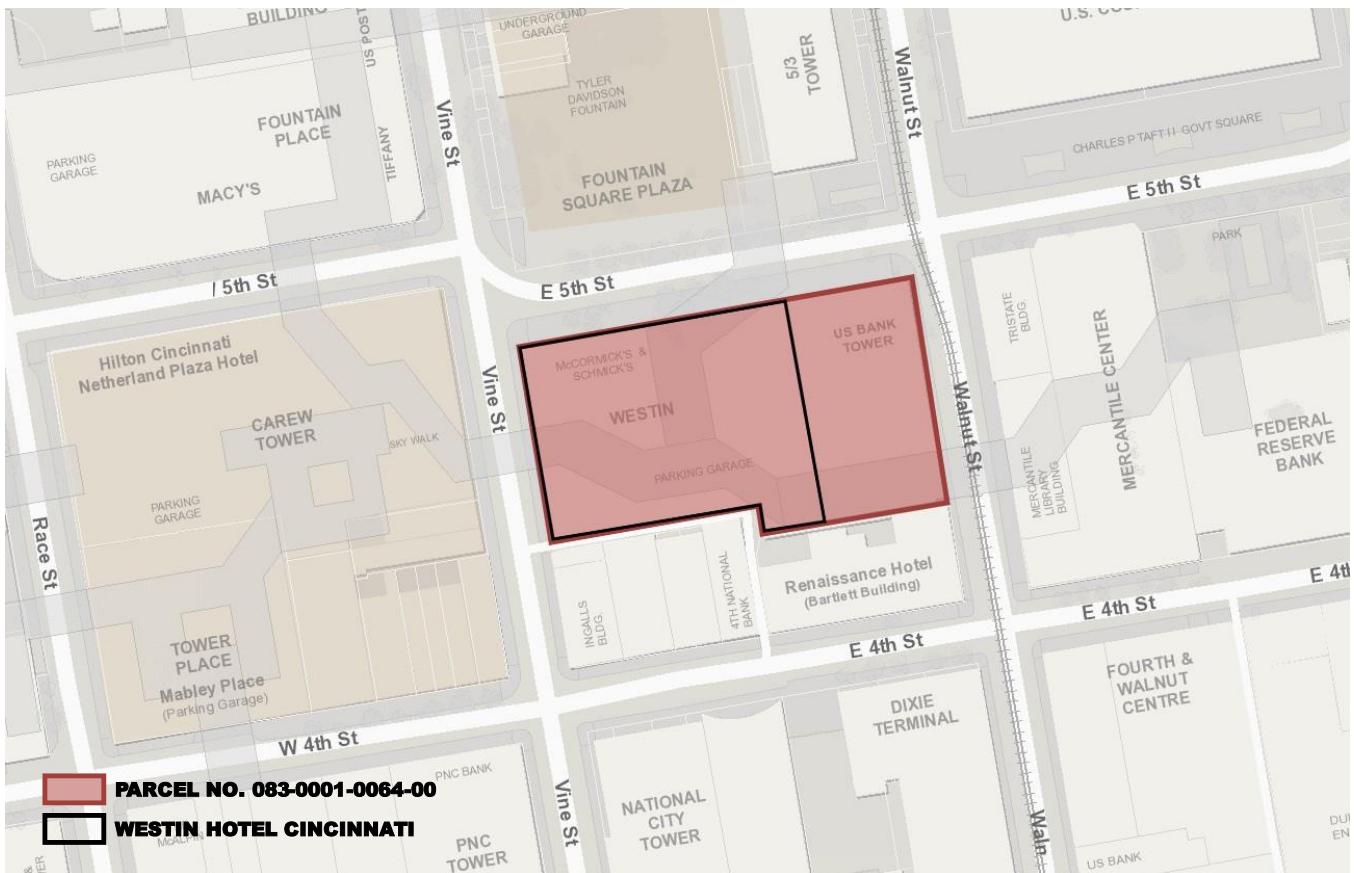 BUILDING
US POST
UNDERGROUND
GARAGE
5/3
TOWER
Walnut St
FOUNTAIN
PLACE
TIFFANY
PARKING
GARAGE
MACY'S
Vine St
TYLER
DAVIDSON
FOUNTAIN
FOUNTAIN
SQUARE PLAZA
CHARLES P TAFT II GOVT SQUARE
E 5th St
5th St
E 5th St
PARK
Hilton Cincinnati
Netherland Plaza Hotel
McCORMICK'S &
SCHMICK'S
US BANK
TOWER
TRISTATE
BLDG.
MERCANTILE CENTER
CAREW
TOWER
SKY WALK
Vine St
WESTIN
PARKING GARAGE
Walnut St
FEDERAL
RESERVE
BANK
PARKING
GARAGE
MERCANTILE
LIBRARY
BUILDING
Race St
INGALLS
BLDG.
4TH NATIONAL
BANK
Renaissance Hotel
(Bartlett Building)
E 4th St
E 4th
TOWER
PLACE
Mabley Place
(Parking Garage)
E 4th St
DIXIE
TERMINAL
FOURTH &
WALNUT
CENTRE
W 4th St
PNC BANK
PARCEL NO. 083-0001-0064-00
WESTIN HOTEL CINCINNATI
McALPIN
PNC
TOWER
Vine St
NATIONAL
CITY
TOWER
Waln
US BANK